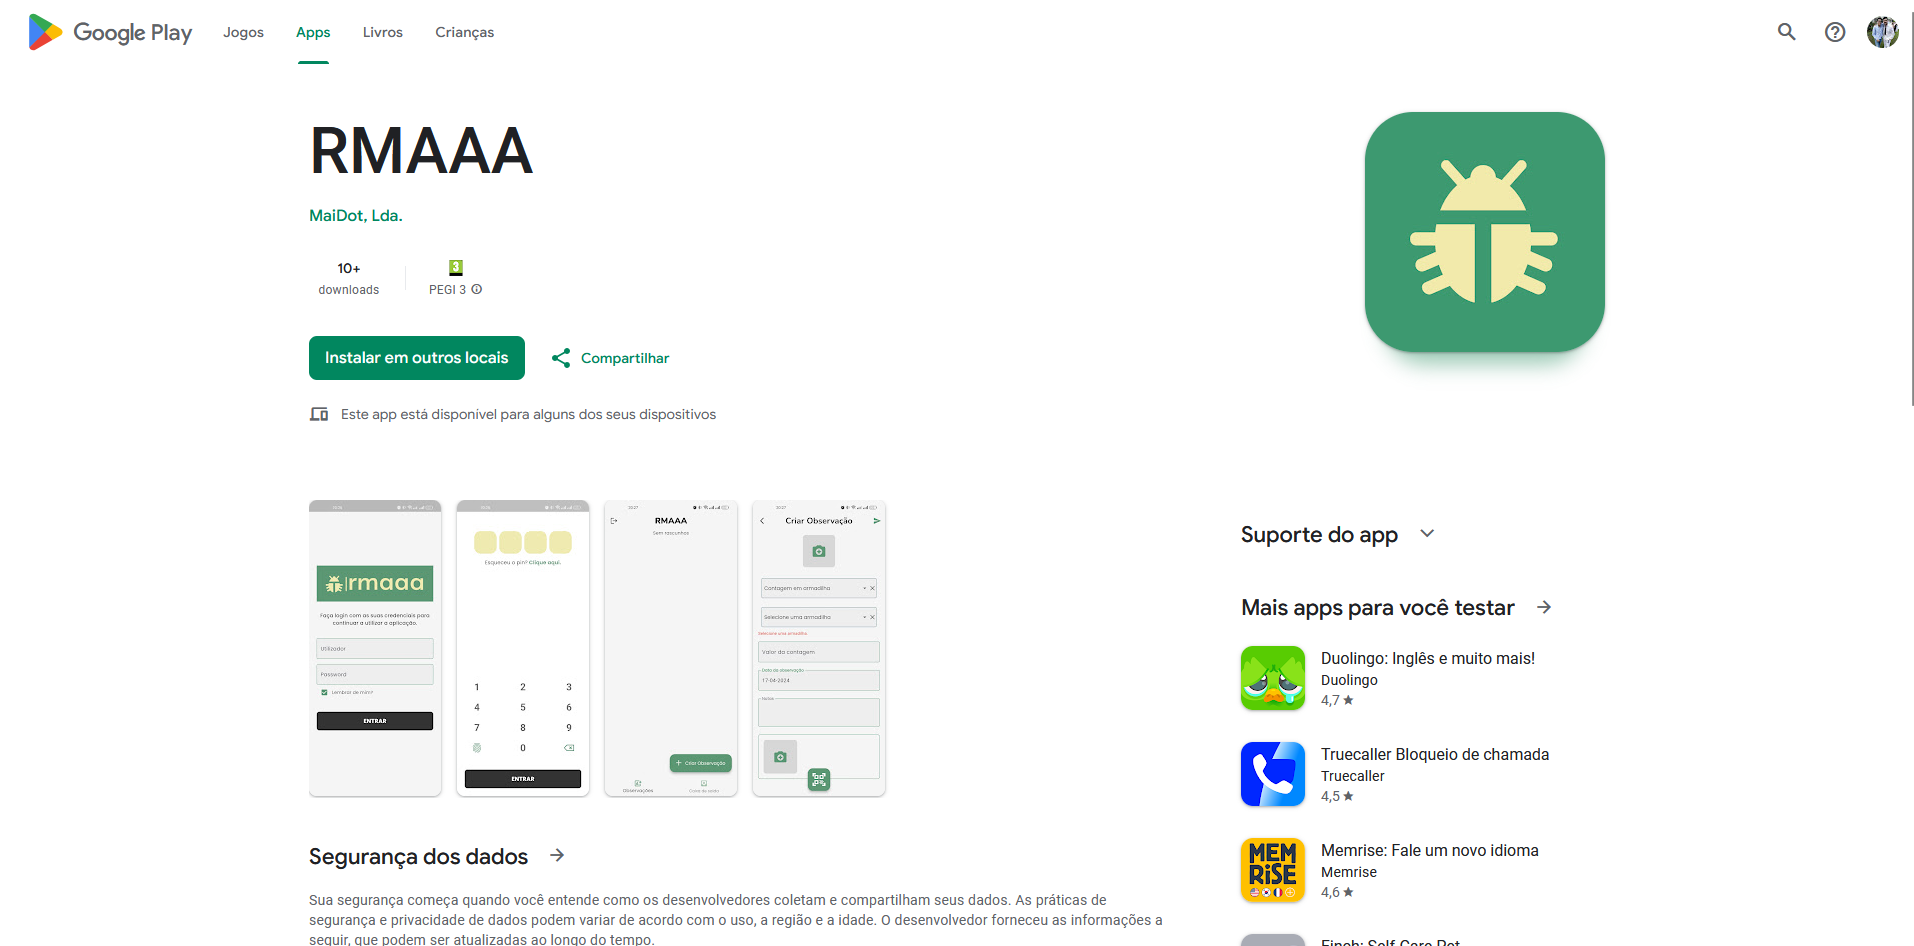 Google Play
Jogos
Apps
Livros
Crianças
RMAAA
MaiDot, Lda.
10+
downloads
3
PEGI 3
Instalar em outros locais
Compartilhar
Este app está disponível para alguns dos seus dispositivos
rmaaa
Faça login com as suas credenciais para
continuar a utilizar a aplicação.
Utilizador
Password
Lembrar de mim?
ENTRAR
Esqueceu o pin? Clique aqui.
1 2 3
4 5 6
7 8 9
0
ENTRAR
10:27
RMAAA
Sem rascunhos
Criar Observação
Observações
Caixa de saída
10:27
Criar Observação
Contagem em armadilha
Selecione uma armadilha
Selecione uma armadilha
Valor da contagem
Data da observação
17-04-2024
Notas
Suporte do app
Mais apps para você testar
Duolingo: Inglês e muito mais!
Duolingo
4,7
Truecaller Bloqueio de chamada
Truecaller
4,5
MEM
RiSE
Memrise: Fale um novo idioma
Memrise
4,6
Finch: Self Care Pet
Segurança dos dados
Sua segurança começa quando você entende como os desenvolvedores coletam e compartilham seus dados. As práticas de
segurança e privacidade de dados podem variar de acordo com o uso, a região e a idade. O desenvolvedor forneceu as informações a
seguir, que podem ser atualizadas ao longo do tempo.